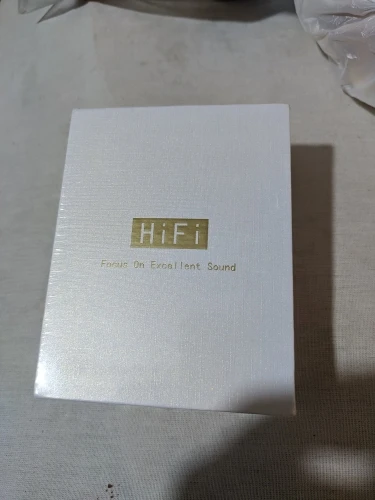 HiFi
Focus On Excellent Sound